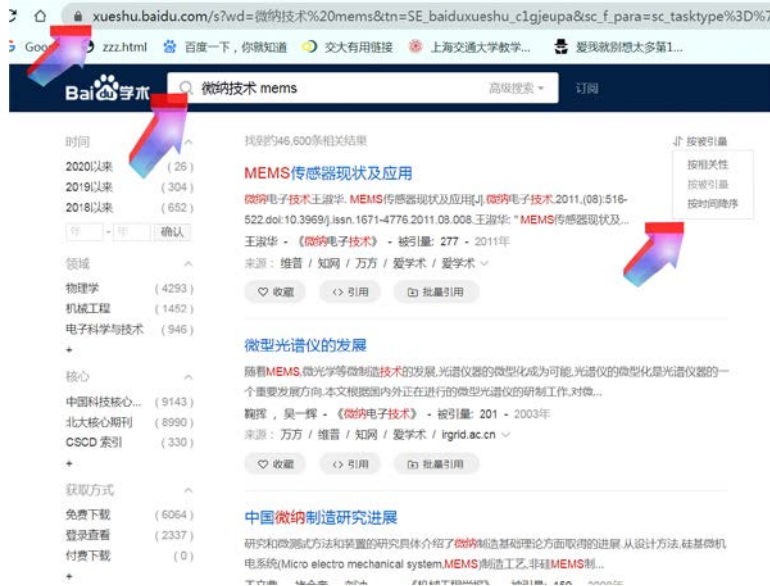 xueshu.baidu.com/s?wd=微纳技术%20mems&tn=SE_baiduxueshu_c1gjeupa&sc_f_para=sc_tasktype%3D%7
Goo
zzz.html
百度一下，你就知道
交大有用链接
上海交通大学教学...
爱我就别想太多第1...
Bai 学术
微纳技术 mems
高级搜索
订阅
时间
2020以来 (26)
2019以来 (304)
2018以来 (652)
年 - 年 确认
领域
物理学 (4293)
机械工程 (1452)
电子科学与技术 (946)
+
核心
中国科技核心... (9143)
北大核心期刊 (8990)
CSCD 索引 (330)
+
获取方式
免费下载 (6064)
登录查看 (2337)
付费下载 (0)
+
找到约46,600条相关结果
按被引量
按相关性
按被引量
按时间降序
MEMS传感器现状及应用
微纳电子技术王淑华. MEMS传感器现状及应用[J].微纳电子技术,2011,(08):516-
522.doi:10.3969/j.issn.1671-4776.2011.08.008.王淑华: " MEMS传感器现状及...
王淑华 - 《微纳电子技术》 - 被引量: 277 - 2011年
来源：维普 / 知网 / 万方 / 爱学术 / 爱学术
收藏 <> 引用 批量引用
微型光谱仪的发展
随着MEMS,微光学等微制造技术的发展,光谱仪器的微型化成为可能,光谱仪的微型化是光谱仪器的一
个重要发展方向.本文根据国内外正在进行的微型光谱仪的研制工作,对微...
鞠挥，吴一辉 - 《微纳电子技术》 - 被引量: 201 - 2003年
来源：万方 / 维普 / 知网 / 爱学术 / irgrid.ac.cn
收藏 <> 引用 批量引用
中国微纳制造研究进展
研究和微测试方法和装置的研究具体介绍了微纳制造基础理论方面取得的进展.从设计方法,硅基微机
电系统(Micro electro mechanical system,MEMS)制造工艺,非硅MEMS制...